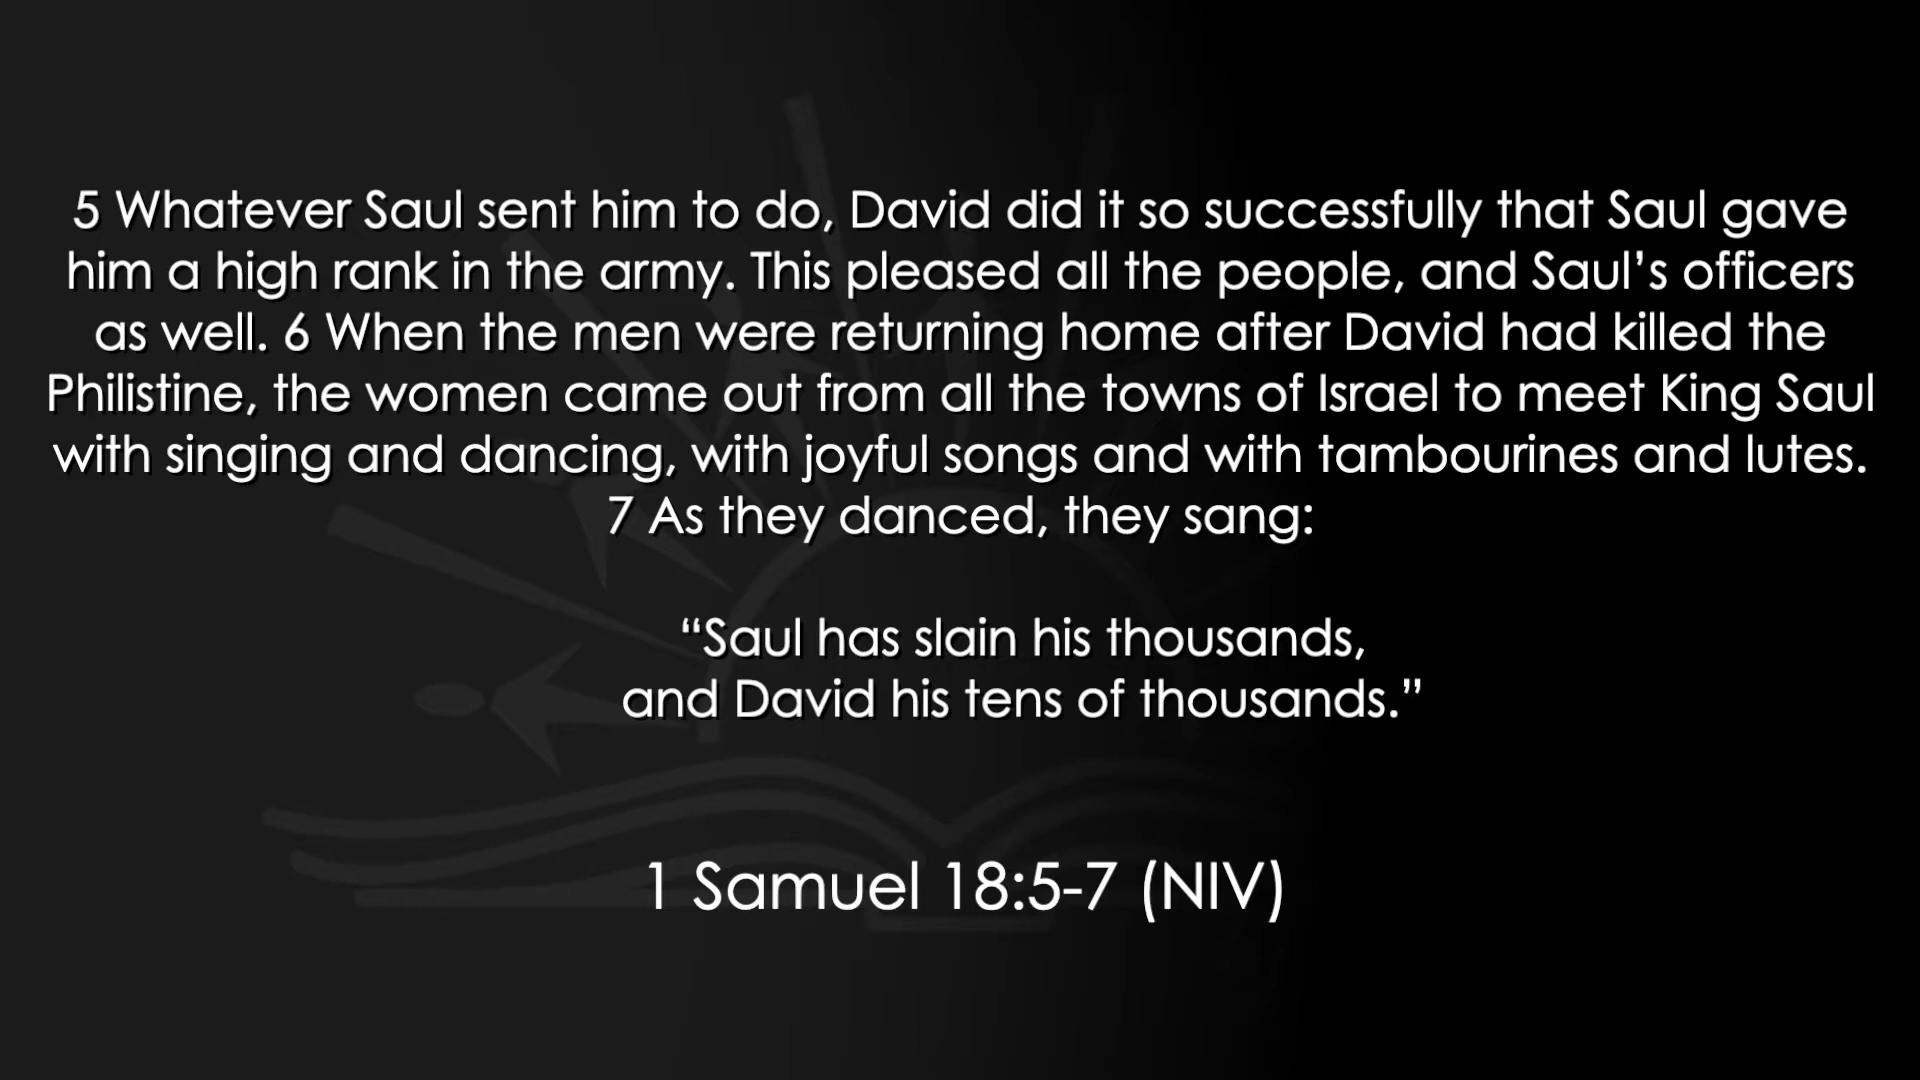 5 Whatever Saul sent him to do, David did it so successfully that Saul gave
him a high rank in the army. This pleased all the people, and Saul’s officers
as well. 6 When the men were returning home after David had killed the
Philistine, the women came out from all the towns of Israel to meet King Saul
with singing and dancing, with joyful songs and with tambourines and lutes.
7 As they danced, they sang:
“Saul has slain his thousands,
and David his tens of thousands.”
1 Samuel 18:5-7 (NIV)